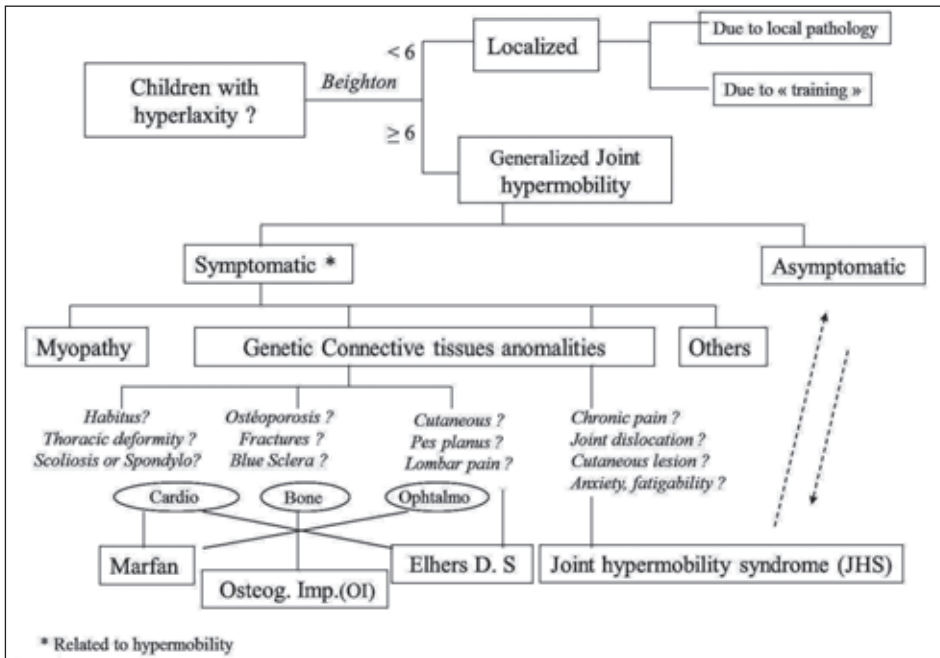 Children with
hyperlaxity ?
Beighton
< 6
≥ 6
Localized
Due to local pathology
Due to « training »
Generalized Joint
hypermobility
Symptomatic *
Asymptomatic
Myopathy
Genetic Connective tissues anomalities
Others
Habitus?
Thoracic deformity ?
Scoliosis or Spondylo?
Ostéoporosis ?
Fractures ?
Blue Sclera ?
Cutaneous ?
Pes planus ?
Lombar pain ?
Chronic pain ?
Joint dislocation ?
Cutaneous lesion ?
Anxiety, fatigability ?
Cardio
Bone
Ophtalmo
Marfan
Osteog. Imp.(OI)
Elhers D. S
Joint hypermobility syndrome (JHS)
* Related to hypermobility